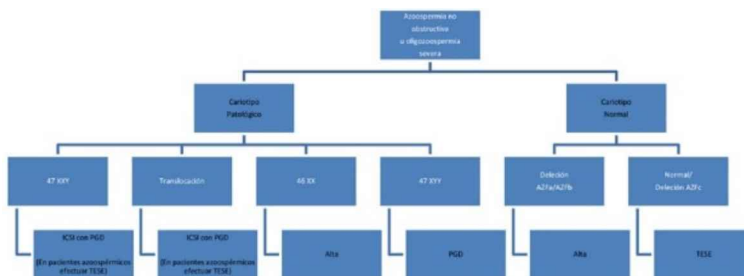 Azoospermia no
obstructiva
u oligozoospermia
severa
Cariotipo
Patológico
Cariotipo
Normal
47 XXY
Translocación
46 XX
47 XYY
Deleción
AZFa/AZFb
Normal/
Deleción AZFc
ICSI con PGD
(En pacientes azoospérmicos
efectuar TESE)
ICSI con PGD
(En pacientes azoospérmicos
efectuar TESE)
Alta
PGD
Alta
TESE